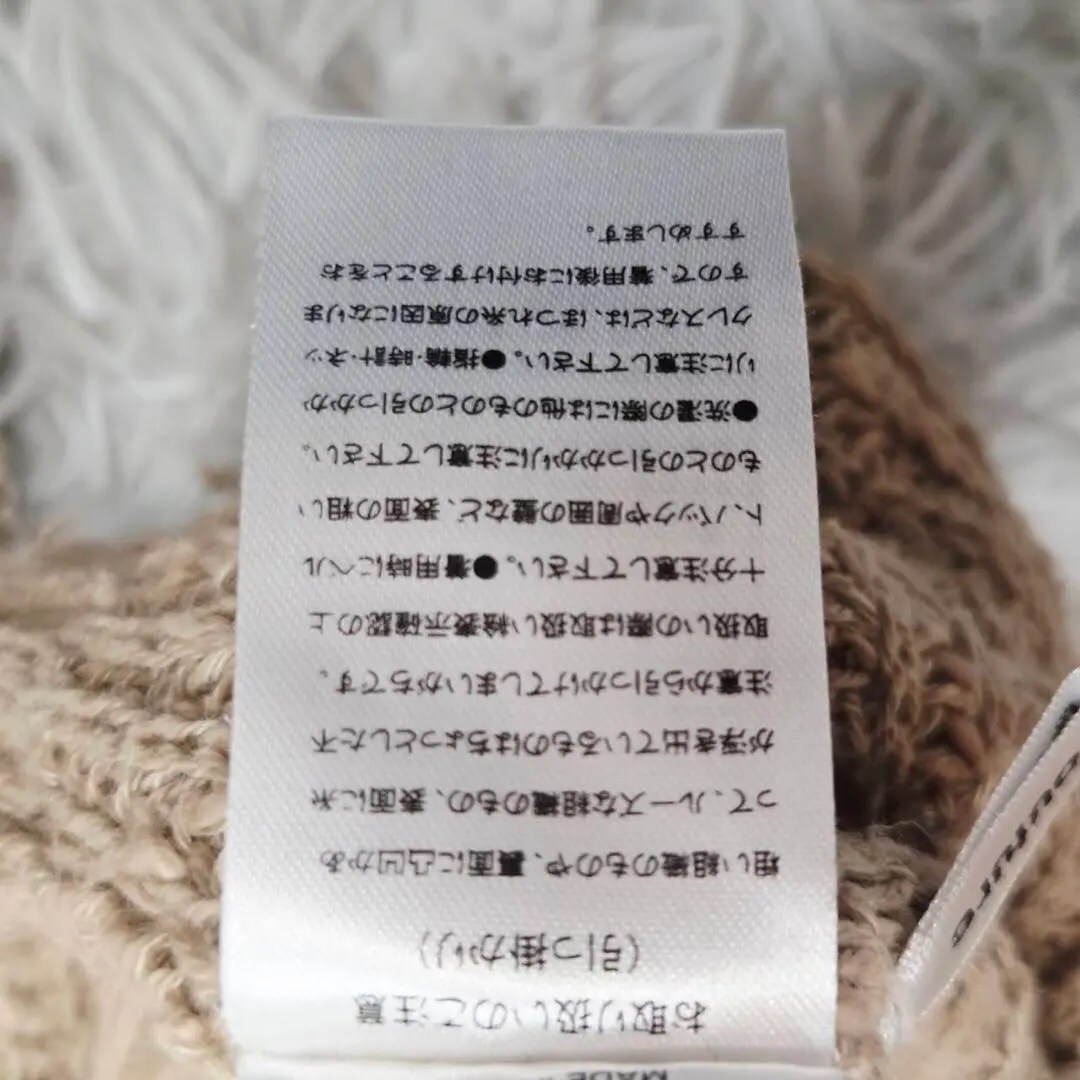 お取り扱いのご注意
(引っ掛かり)
粗い組織のものや、裏面に凸凹があ
って、ルーズな組織のもの、表面に糸
が浮き出ているものはちょっとした不
注意から引っかけてしまいがちです。
取扱いの際は取扱い絵表示確認の上
十分注意して下さい。●着用時にベル
ト、バックや周囲の壁など、表面の粗い
ものとの引っかかりに注意して下さい。
●洗濯の際には他のものとの引っかか
りに注意して下さい。●指輪・時計・ネッ
クレスなどは、ほつれ糸の原因になりま
すので、着用後にお付けすることをお
すすめします。
MADE